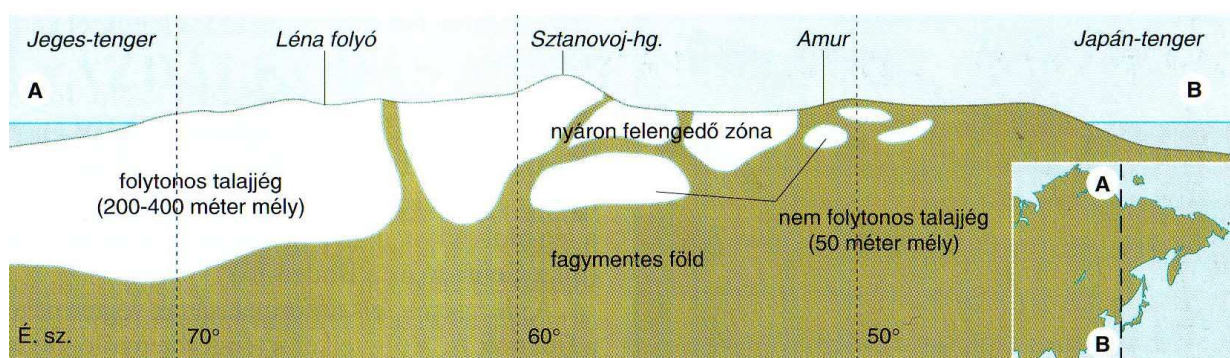 Jeges-tenger
Léna folyó
Sztanovoj-hg.
Amur
Japán-tenger
A
B
nyáron felengedő zóna
folytonos talajjég
(200-400 méter mély)
nem folytonos talajjég
(50 méter mély)
fagymentes föld
É. sz.
70°
60°
50°
A
B